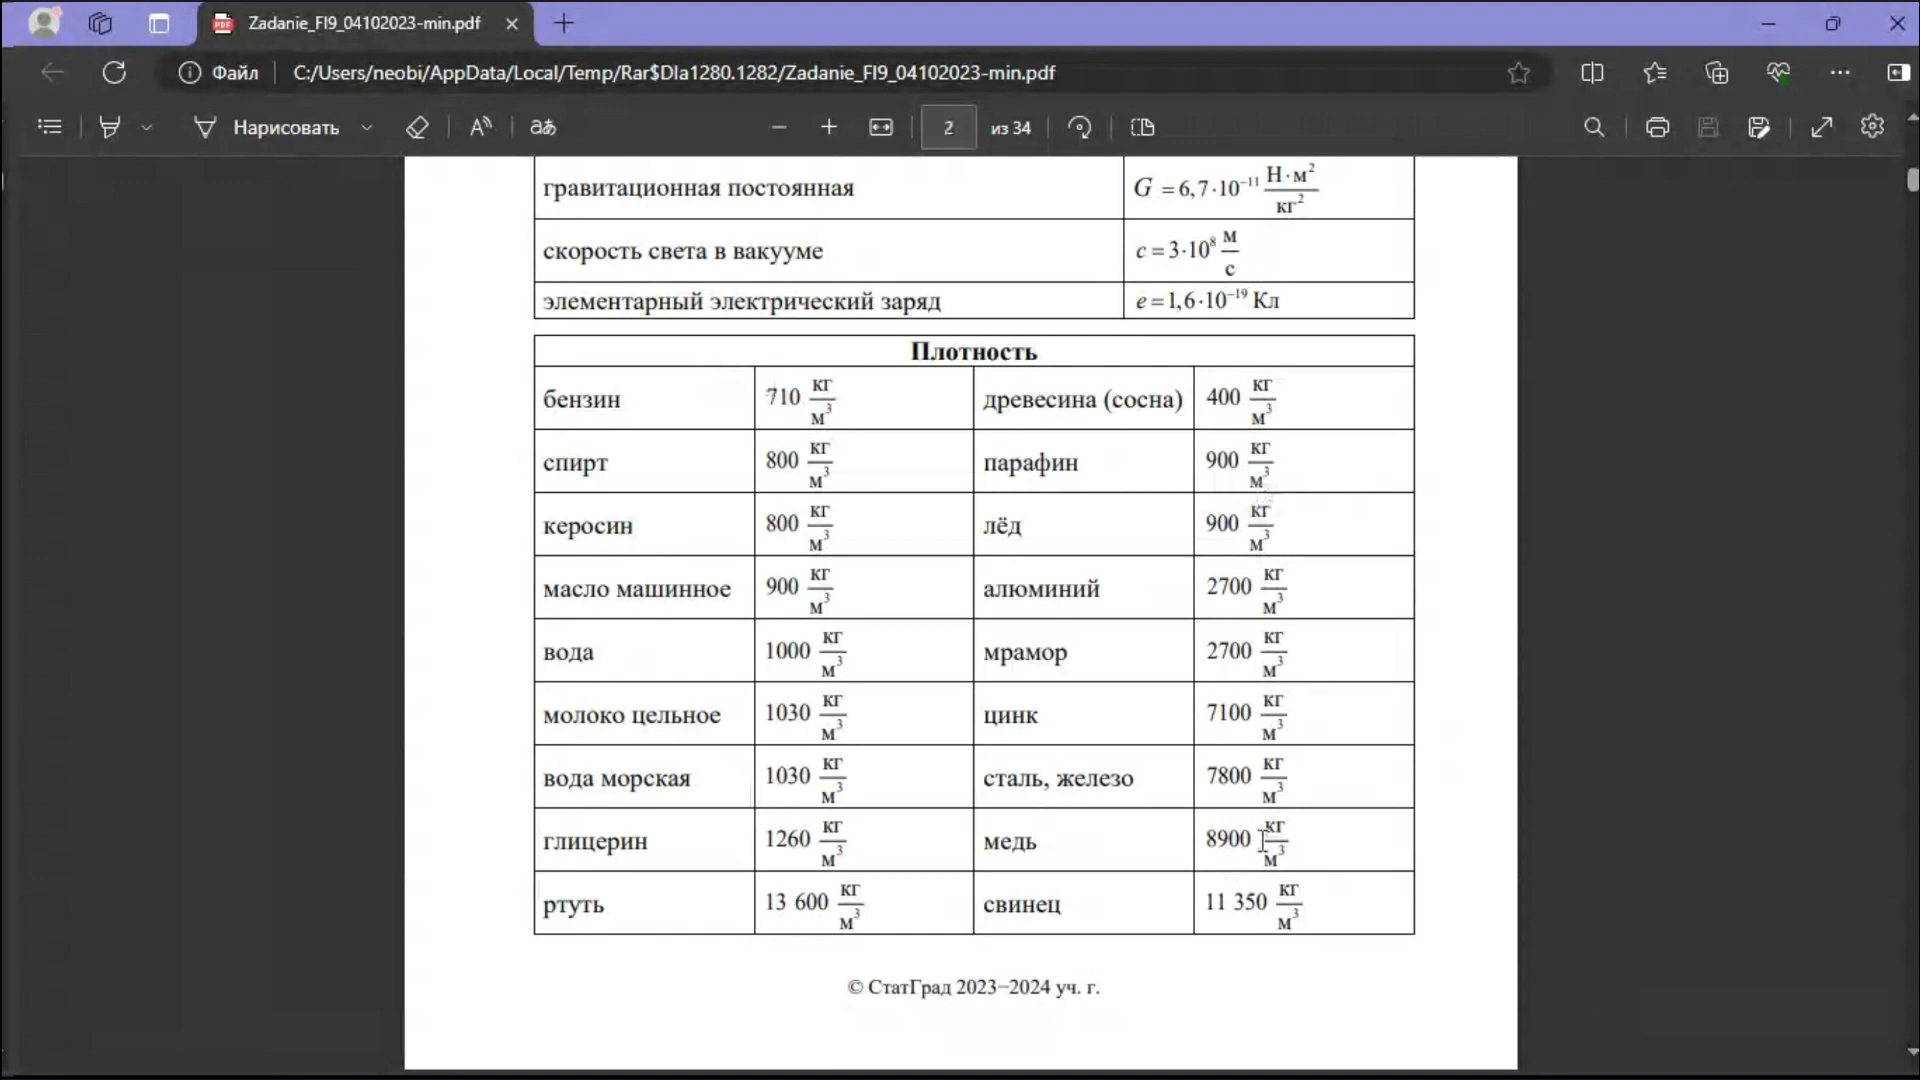 Zadanie_FI9_04102023-min.pdf
Файл C:/Users/neobi/AppData/Local/Temp/Rar$DIa1280.1282/Zadanie_FI9_04102023-min.pdf
Нарисовать аあ 2 из 34
гравитационная постоянная G = 6,7·10⁻¹¹ Н·м²/кг²
скорость света в вакууме c = 3·10⁸ м/с
элементарный электрический заряд e = 1,6·10⁻¹⁹ Кл
Плотность
бензин 710 кг/м³ древесина (сосна) 400 кг/м³
спирт 800 кг/м³ парафин 900 кг/м³
керосин 800 кг/м³ лёд 900 кг/м³
масло машинное 900 кг/м³ алюминий 2700 кг/м³
вода 1000 кг/м³ мрамор 2700 кг/м³
молоко цельное 1030 кг/м³ цинк 7100 кг/м³
вода морская 1030 кг/м³ сталь, железо 7800 кг/м³
глицерин 1260 кг/м³ медь 8900 кг/м³
ртуть 13 600 кг/м³ свинец 11 350 кг/м³
© СтатГрад 2023−2024 уч. г.